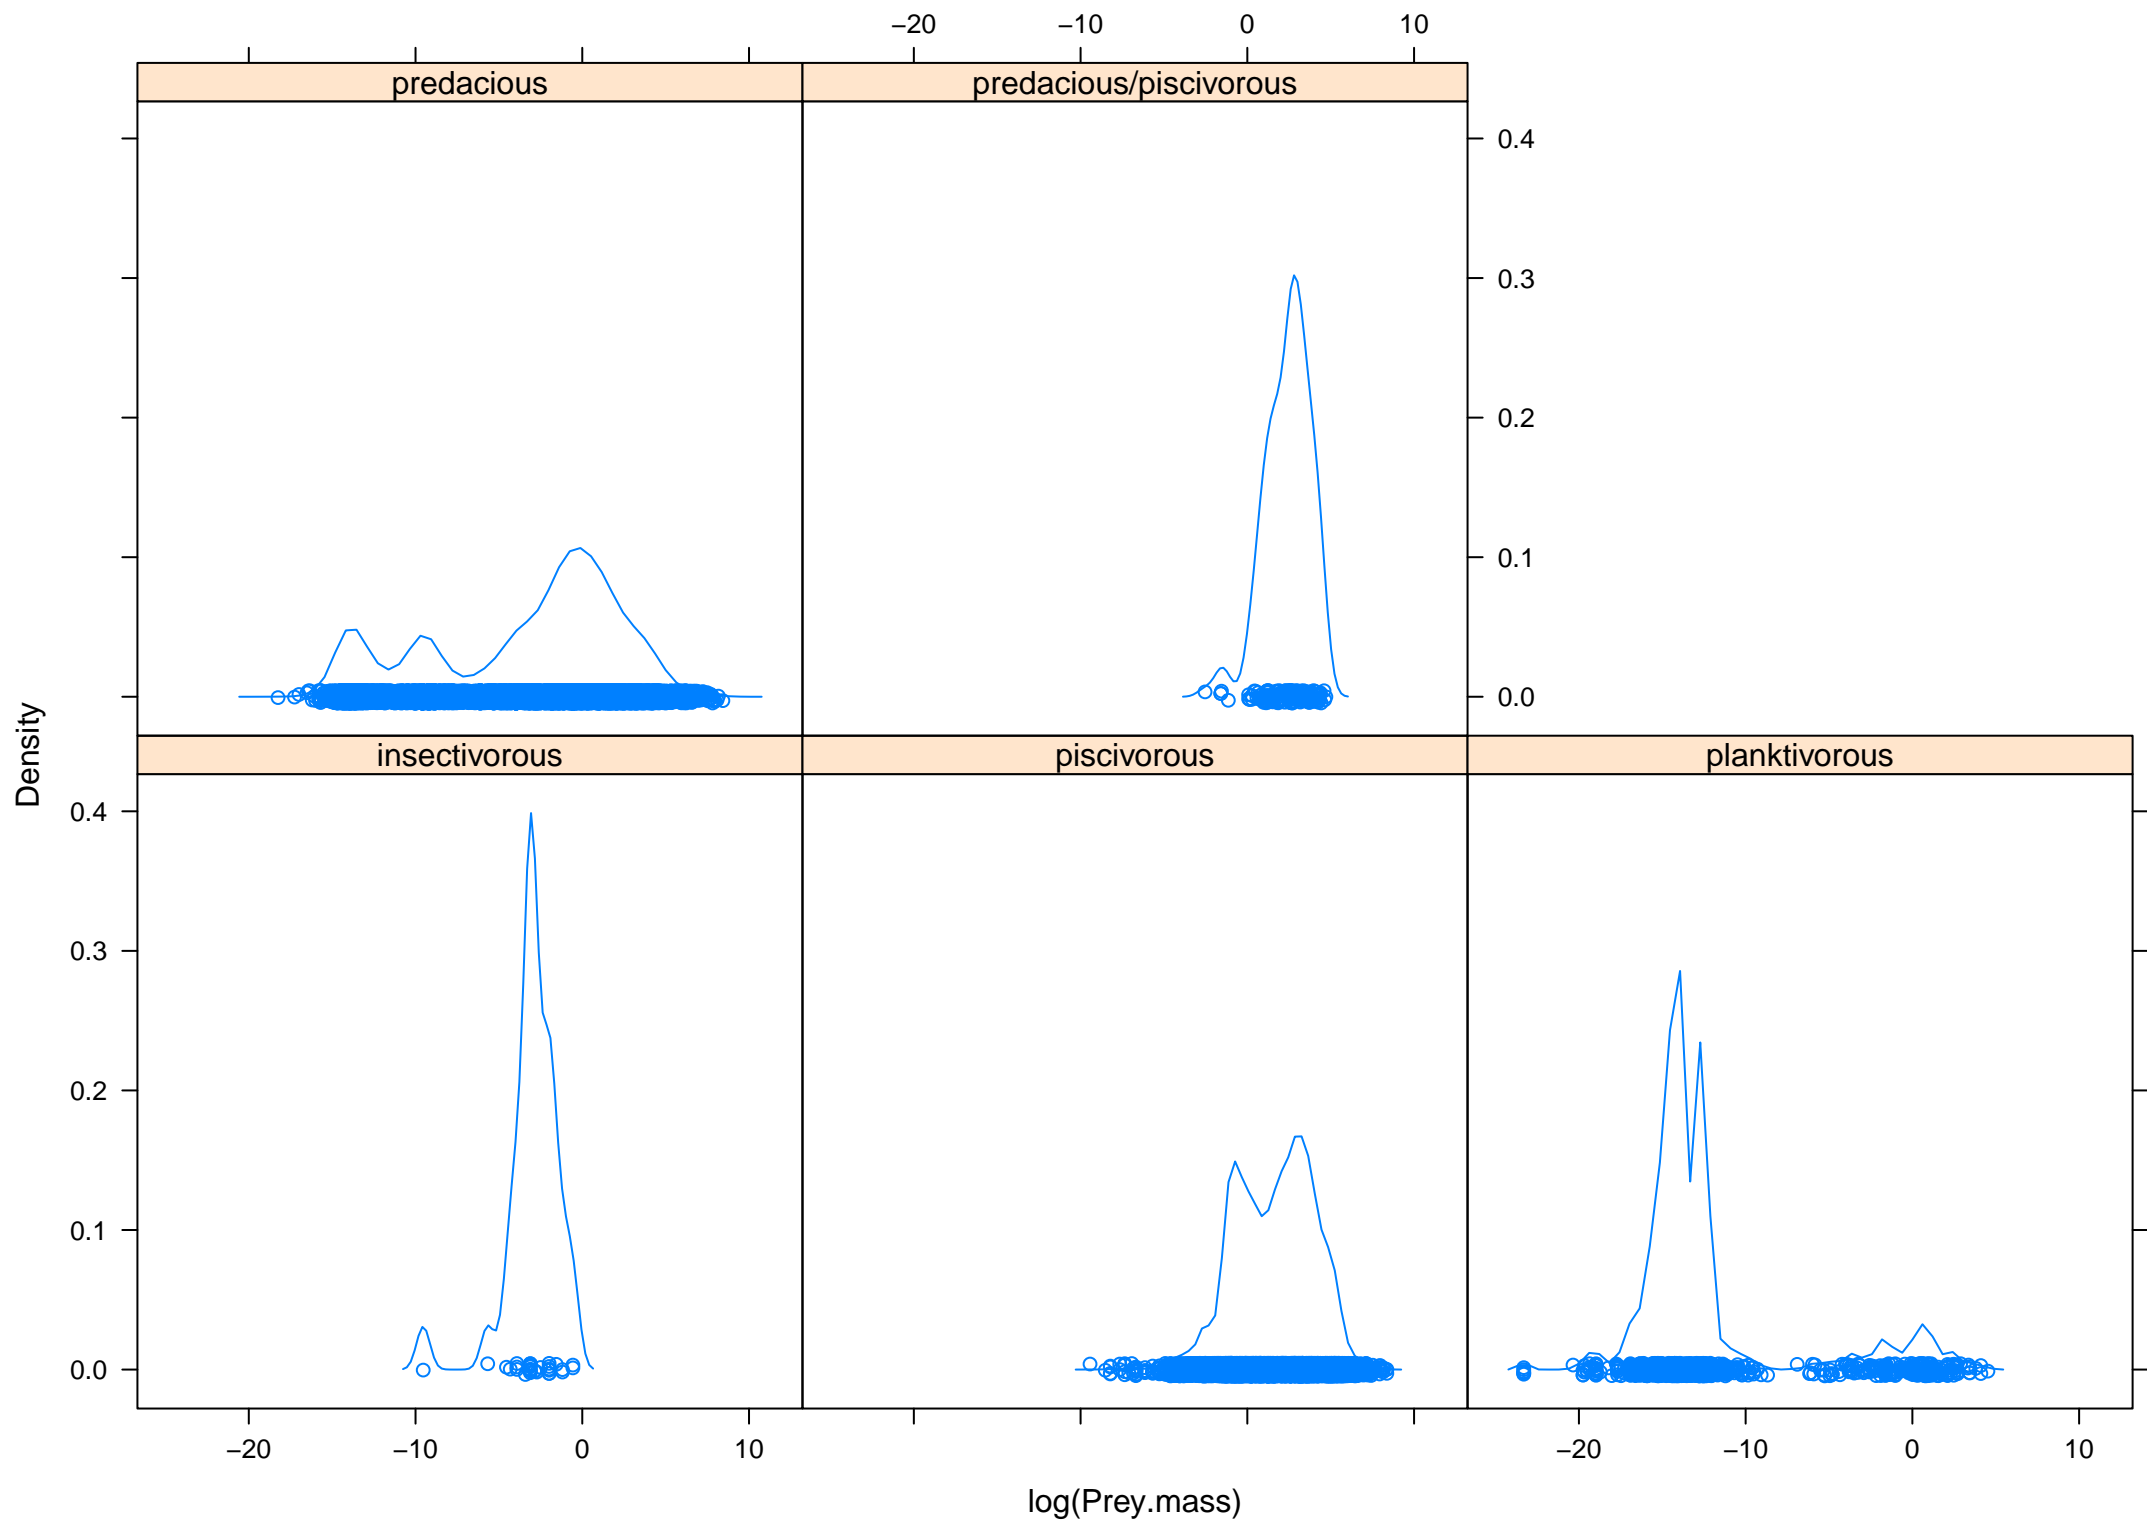 −20 −10 0 10
predacious predacious/piscivorous
0.4
0.3
0.2
0.1
0.0
Density
insectivorous piscivorous planktivorous
0.4
0.3
0.2
0.1
0.0
−20 −10 0 10 −20 −10 0 10
log(Prey.mass)